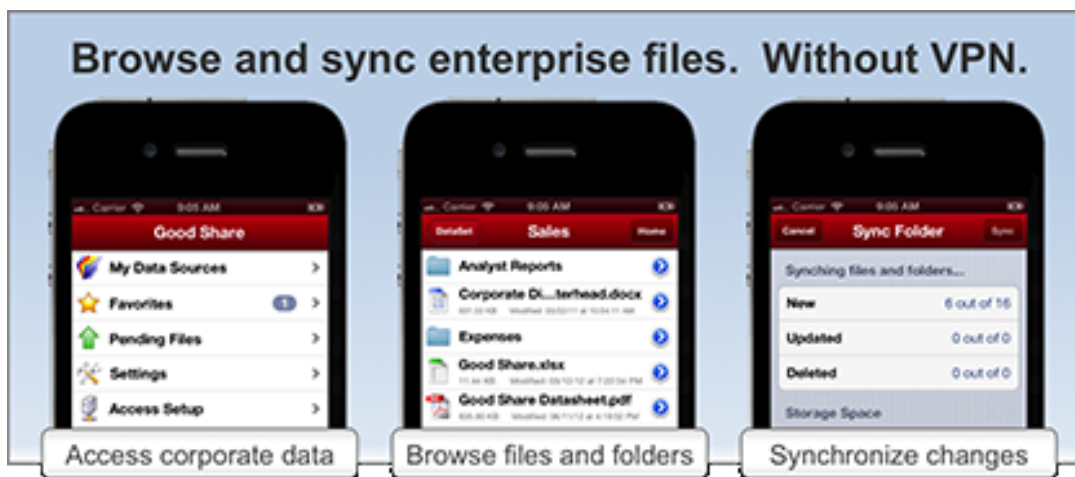 Browse and sync enterprise files. Without VPN.
Carrier 9:05 AM
Good Share
My Data Sources
Favorites 1
Pending Files
Settings
Access Setup
Access corporate data
Carrier 9:05 AM
DataSet Sales Home
Analyst Reports
Corporate Di....terhead.docx
Expenses
Good Share.xlsx
Good Share Datasheet.pdf
Browse files and folders
Carrier 9:05 AM
Cancel Sync Folder Sync
Synching files and folders...
New 6 out of 16
Updated 0 out of 0
Deleted 0 out of 0
Storage Space
Synchronize changes